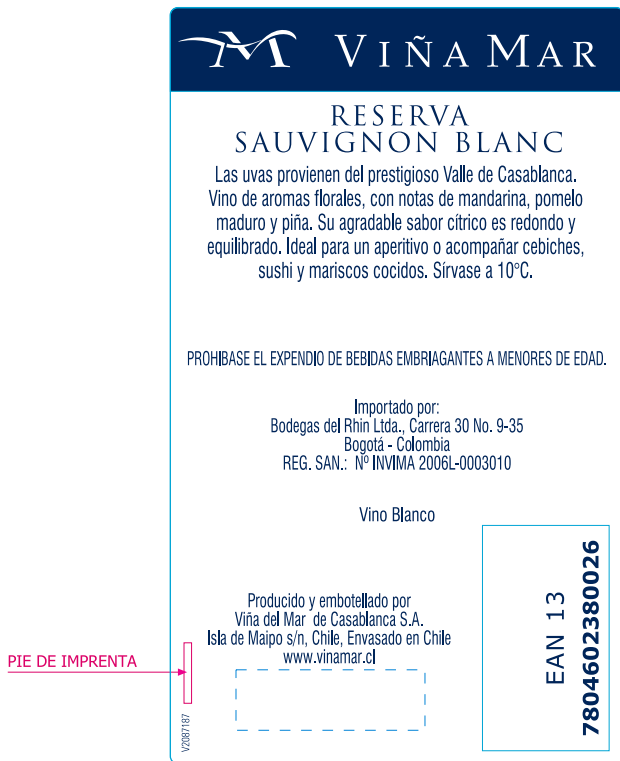 VIÑA MAR
RESERVA
SAUVIGNON BLANC
Las uvas provienen del prestigioso Valle de Casablanca.
Vino de aromas florales, con notas de mandarina, pomelo
maduro y piña. Su agradable sabor cítrico es redondo y
equilibrado. Ideal para un aperitivo o acompañar cebiches,
sushi y mariscos cocidos. Sírvase a 10°C.
PROHIBASE EL EXPENDIO DE BEBIDAS EMBRIAGANTES A MENORES DE EDAD.
Importado por:
Bodegas del Rhin Ltda., Carrera 30 No. 9-35
Bogotá - Colombia
REG. SAN.: Nº INVIMA 2006L-0003010
Vino Blanco
Producido y embotellado por
Viña del Mar de Casablanca S.A.
Isla de Maipo s/n, Chile, Envasado en Chile
www.vinamar.cl
PIE DE IMPRENTA
V2087187
EAN 13
7804602380026